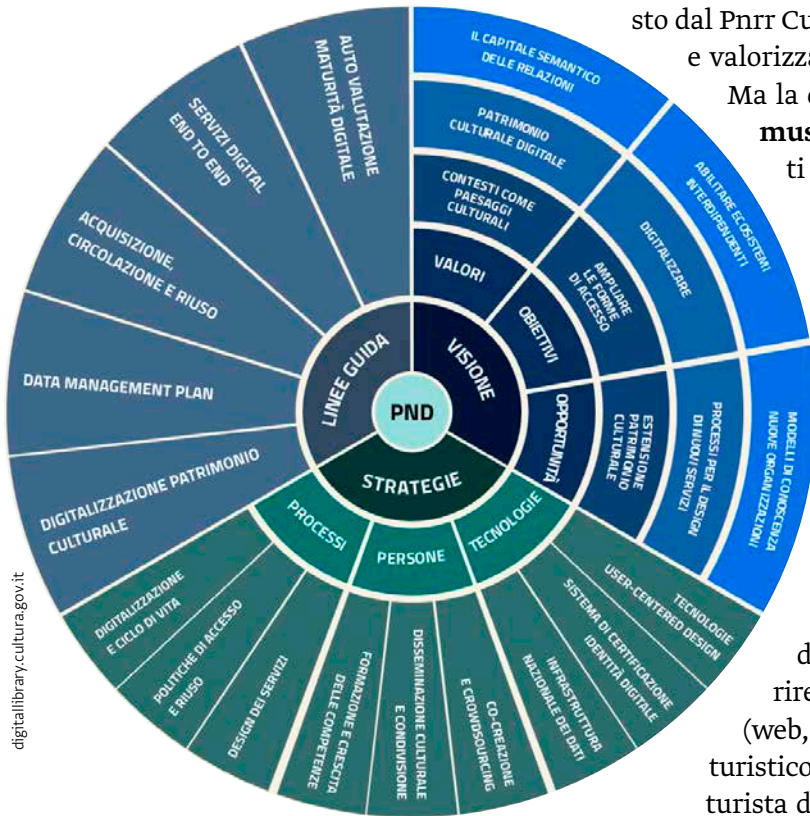 sto dal Pnrr Cu
e valorizza
Ma la
mus
ti
IL CAPITALE SEMANTICO
DELLE RELAZIONI
PATRIMONIO
CULTURALE DIGITALE
CONTESTI COME
PAESAGGI
CULTURALI
VALORI
ABILITARE ECOSISTEMI
INTERDIPENDENTI
DIGITALIZZARE
AMPLIARE
LE FORME
DI ACCESSO
OBIETTIVI
MODELLI DI CONOSCENZA
NUOVE ORGANIZZAZIONI
PROCESSI PER IL DESIGN
DI NUOVI SERVIZI
ESTENSIONE
PATRIMONIO
CULTURALE
OPPORTUNITÀ
VISIONE
AUTO VALUTAZIONE
MATURITÀ DIGITALE
SERVIZI DIGITAL
END TO END
ACQUISIZIONE,
CIRCOLAZIONE E RIUSO
DATA MANAGEMENT PLAN
DIGITALIZZAZIONE PATRIMONIO
CULTURALE
LINEE GUIDA
PND
STRATEGIE
PROCESSI
PERSONE
TECNOLOGIE
DIGITALIZZAZIONE
E CICLO DI VITA
POLITICHE DI ACCESSO
E RIUSO
DESIGN DEI SERVIZI
FORMAZIONE E CRESCITA
DELLE COMPETENZE
DISSEMINAZIONE CULTURALE
E CONDIVISIONE
CO-CREAZIONE
E CROWDSOURCING
INFRASTRUTTURA
NAZIONALE DEI DATI
SISTEMA DI CERTIFICAZIONE
IDENTITÀ DIGITALE
TECNOLOGIE
USER-CENTERED DESIGN
digitallibrary.cultura.gov.it
d
rire
(web,
turistico
turista d